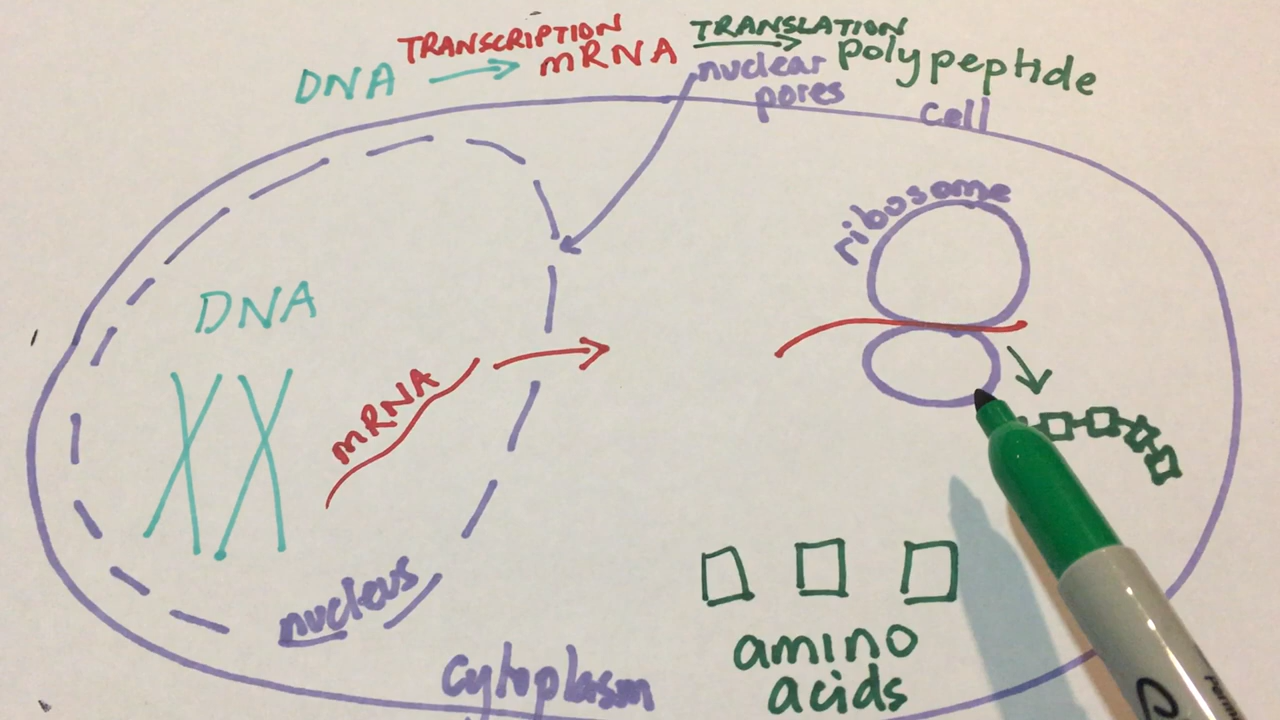 TRANSCRIPTION
TRANSLATION
DNA
mRNA
polypeptide
nuclear
pores
cell
ribosome
DNA
mRNA
nucleus
amino
acids
cytoplasm